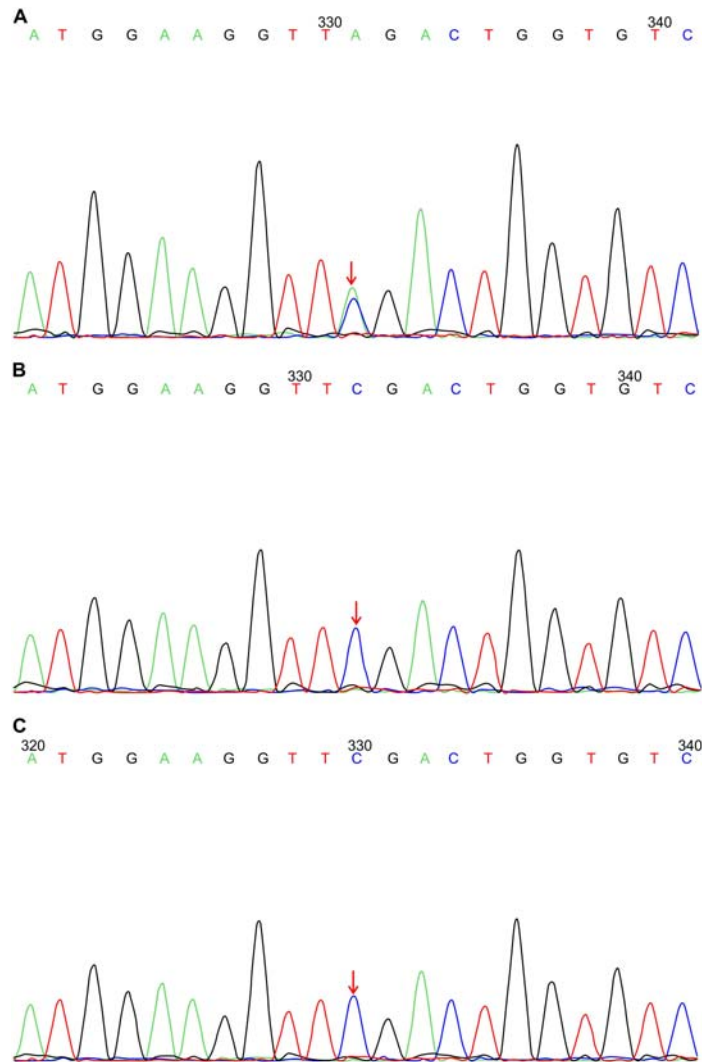 A
330 340
A T G G A A G G T T A G A C T G G T G T C
B
330 340
A T G G A A G G T T C G A C T G G T G T C
C
320 330 340
A T G G A A G G T T C G A C T G G T G T C